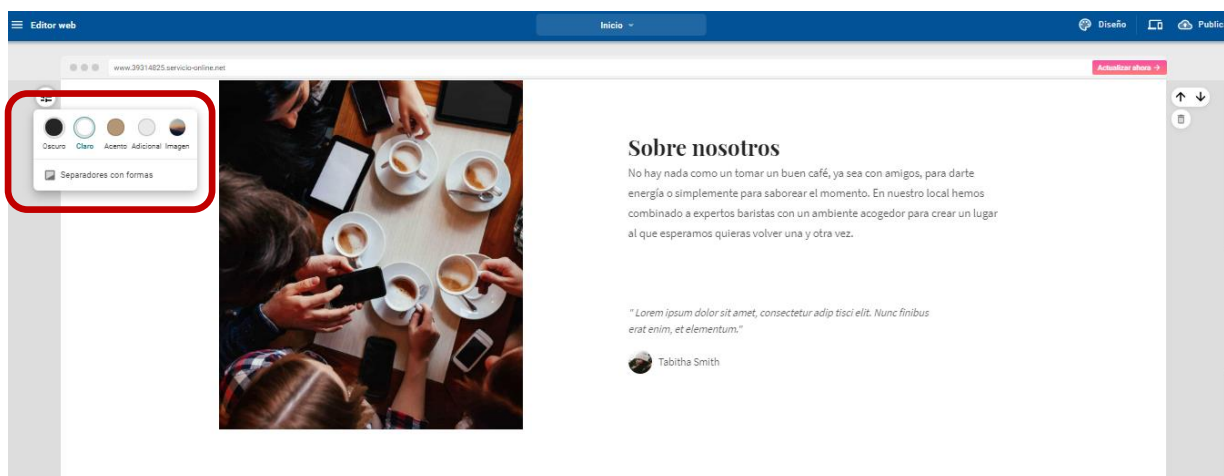 Editor web
Inicio
Diseño
Public
www.39314825.servicio-online.net
Actualizar ahora →
Oscuro Claro Acento Adicional Imagen
Separadores con formas
Sobre nosotros
No hay nada como un tomar un buen café, ya sea con amigos, para darte
energía o simplemente para saborear el momento. En nuestro local hemos
combinado a expertos baristas con un ambiente acogedor para crear un lugar
al que esperamos quieras volver una y otra vez.
" Lorem ipsum dolor sit amet, consectetur adip tisci elit. Nunc finibus
erat enim, et elementum."
Tabitha Smith